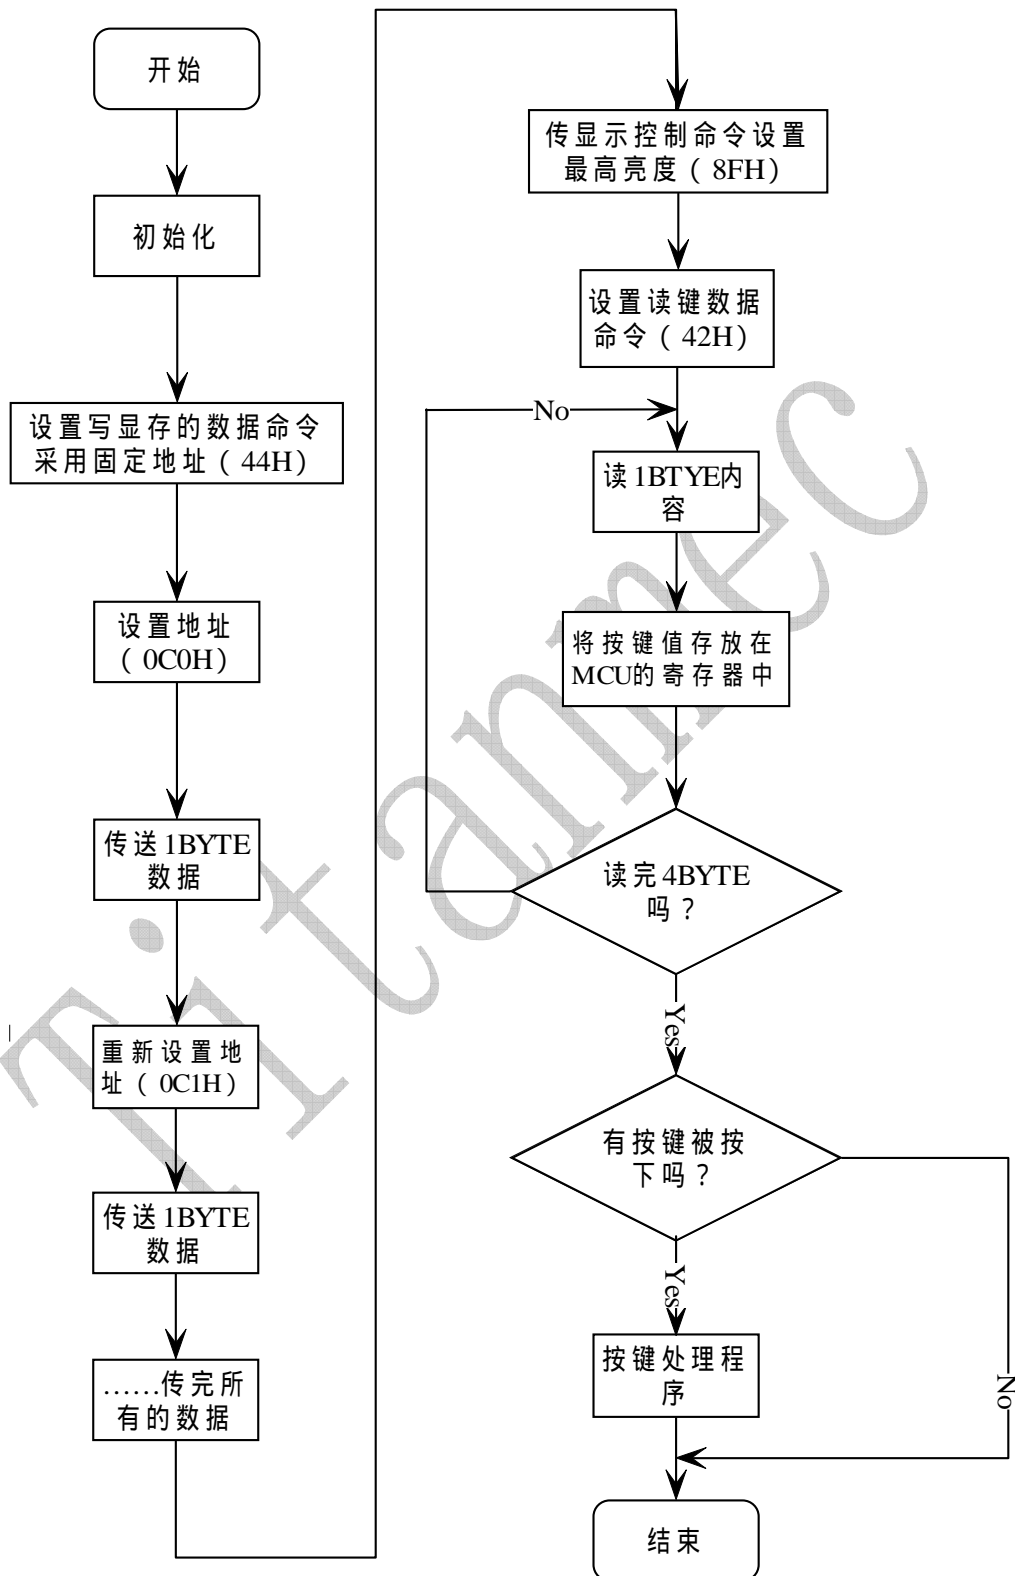 开始
初始化
设置写显存的数据命令
采用固定地址（44H）
设置地址
（0C0H）
传送1BYTE
数据
重新设置地
址（0C1H）
传送1BYTE
数据
……传完所
有的数据
传显示控制命令设置
最高亮度（8FH）
设置读键数据
命令（42H）
No
读1BTYE内
容
将按键值存放在
MCU的寄存器中
读完4BYTE
吗？
Yes
有按键被按
下吗？
Yes
No
按键处理程
序
结束
Titanmec